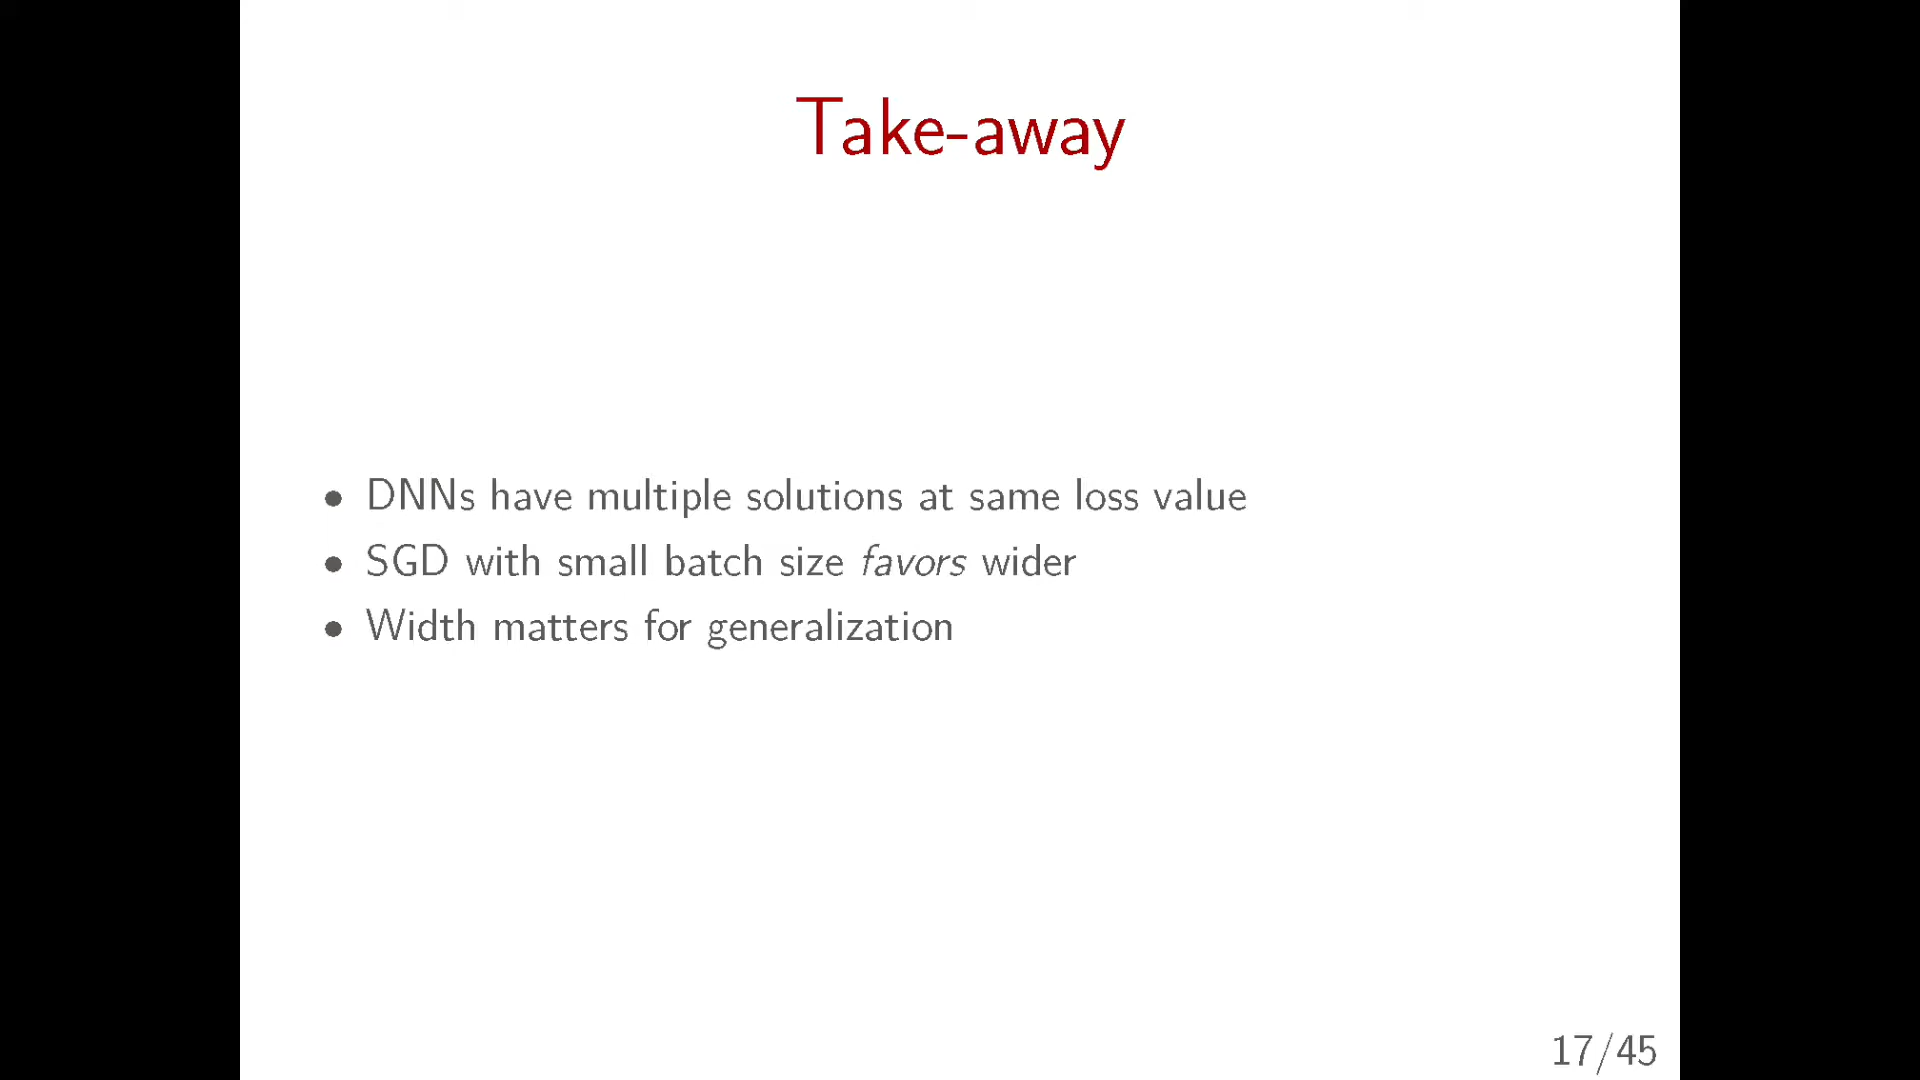 Take-away
• DNNs have multiple solutions at same loss value
• SGD with small batch size favors wider
• Width matters for generalization
17/45